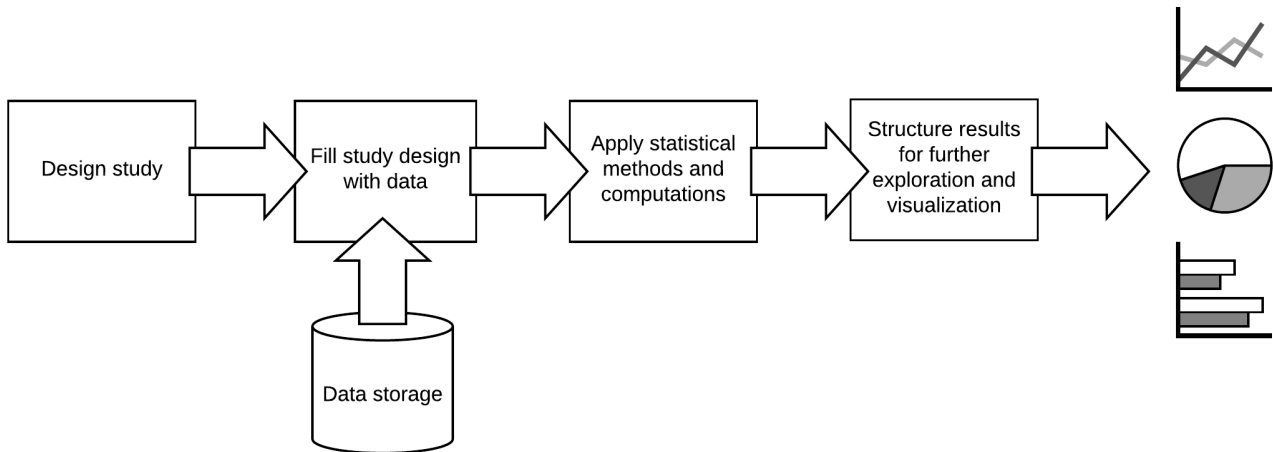 Design study
Fill study design
with data
Apply statistical
methods and
computations
Structure results
for further
exploration and
visualization
Data storage